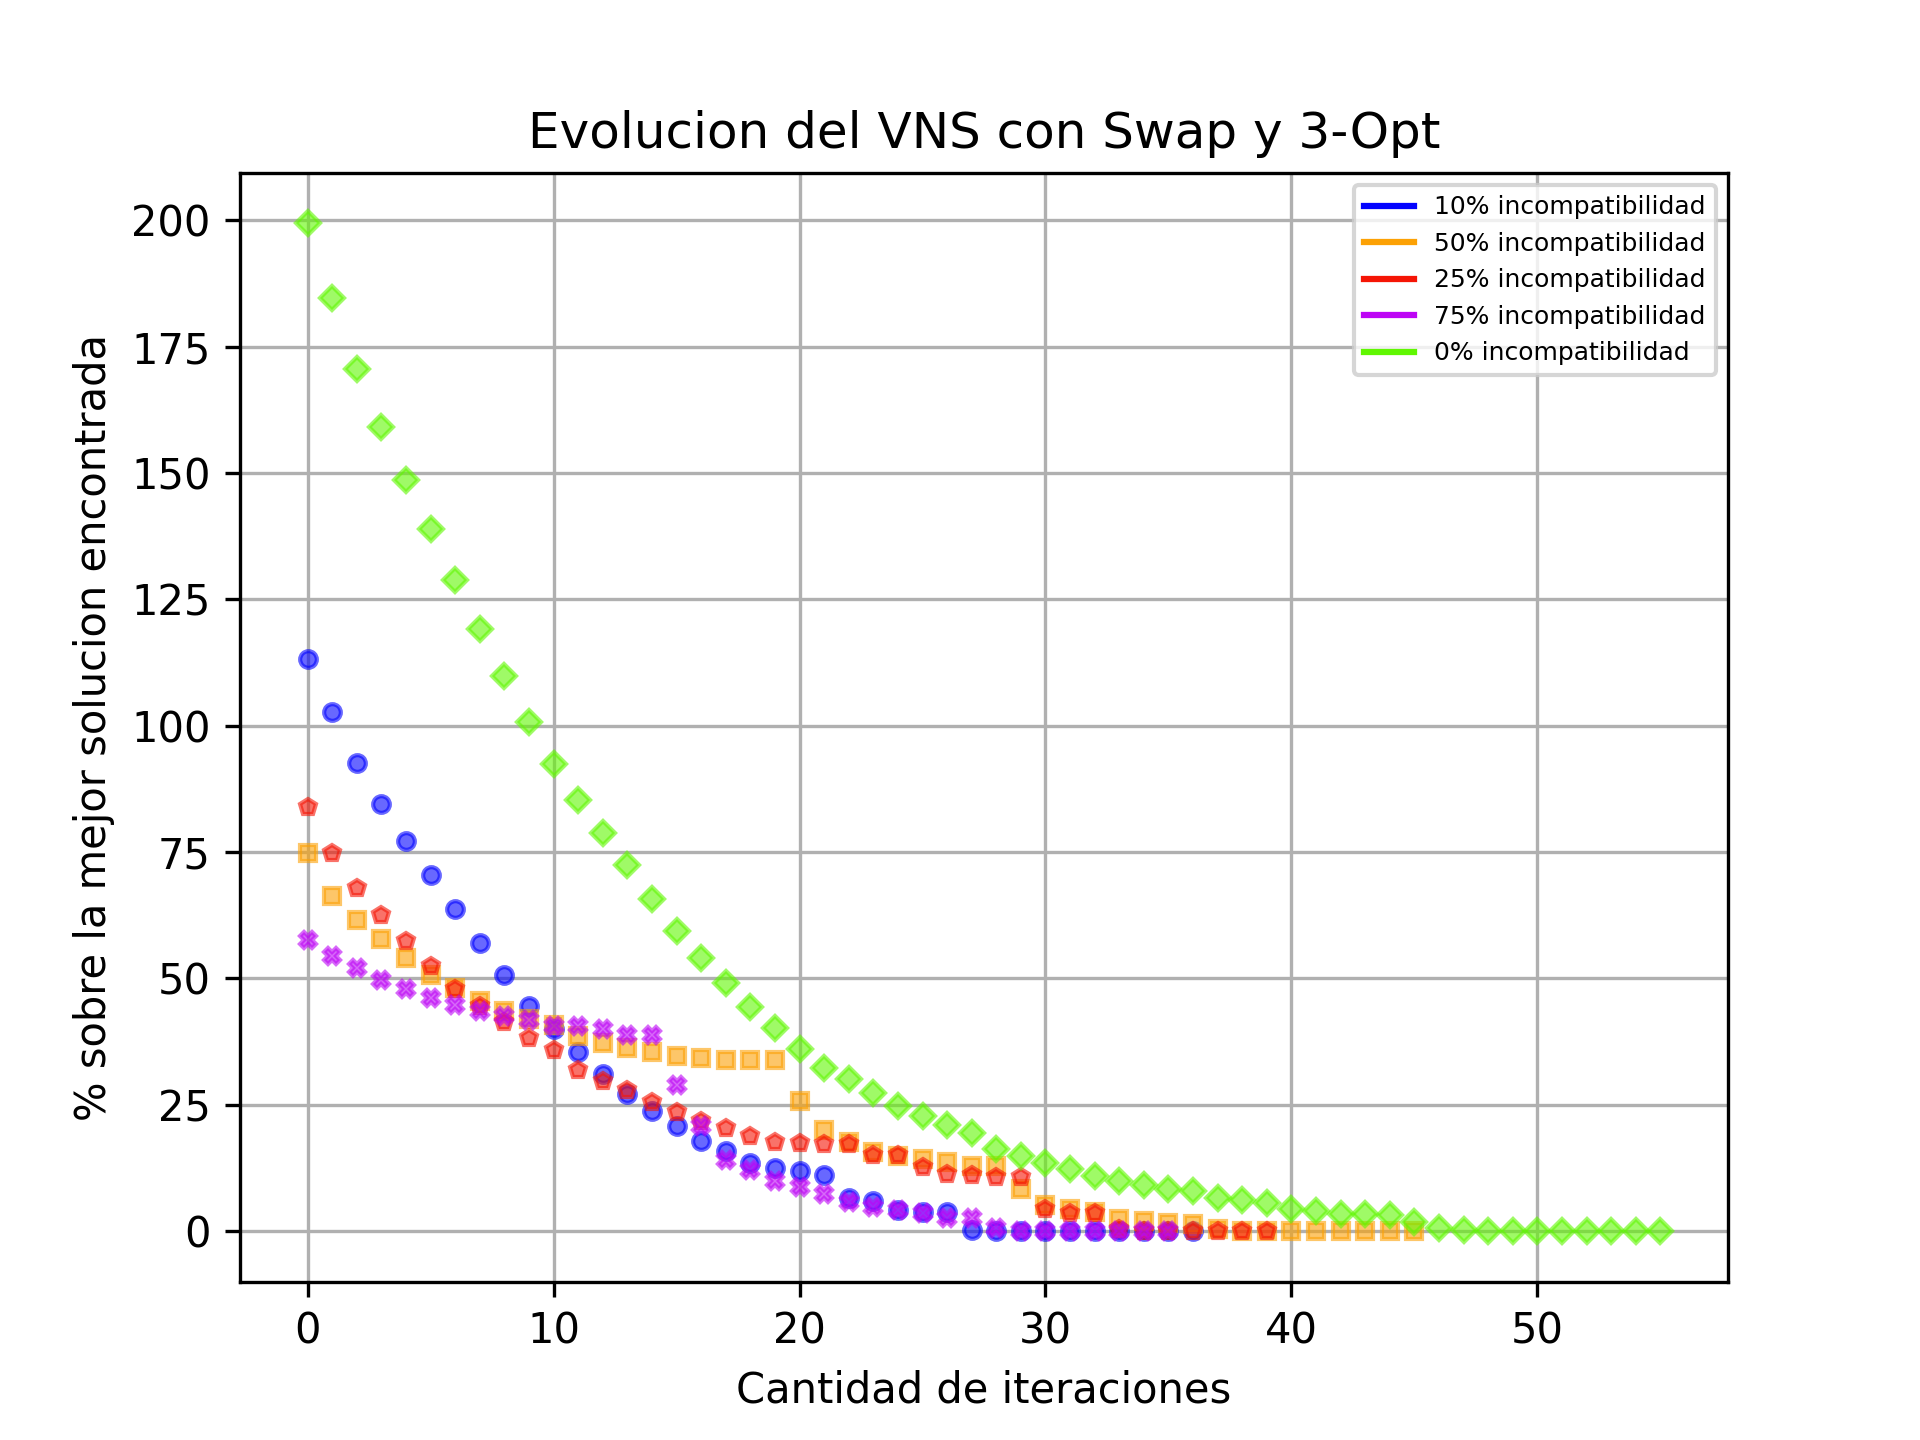 Evolucion del VNS con Swap y 3-Opt
% sobre la mejor solucion encontrada
200
175
150
125
100
75
50
25
0
10% incompatibilidad
50% incompatibilidad
25% incompatibilidad
75% incompatibilidad
0% incompatibilidad
0 10 20 30 40 50
Cantidad de iteraciones